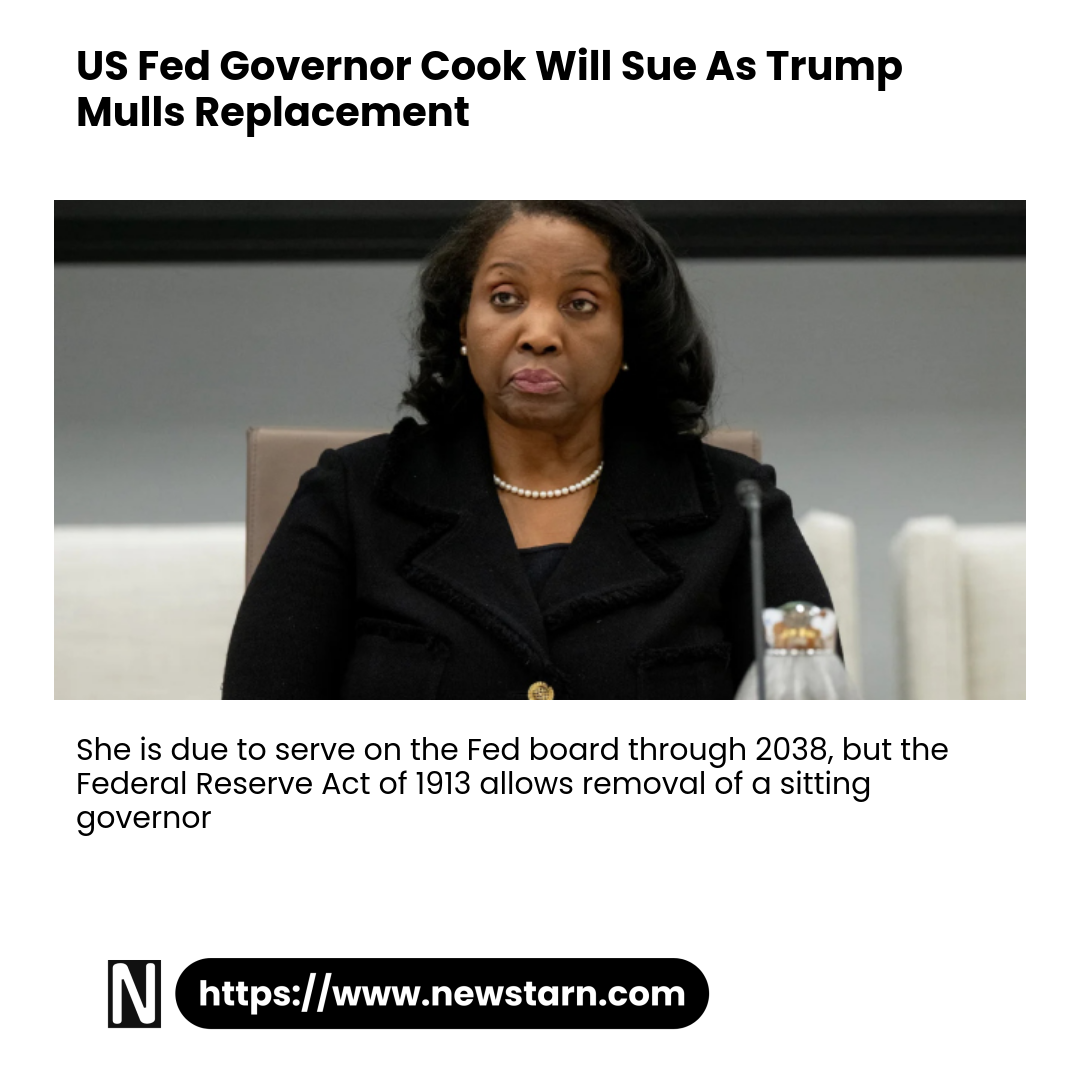 US Fed Governor Cook Will Sue As Trump
Mulls Replacement
She is due to serve on the Fed board through 2038, but the
Federal Reserve Act of 1913 allows removal of a sitting
governor
N
https://www.newstarn.com